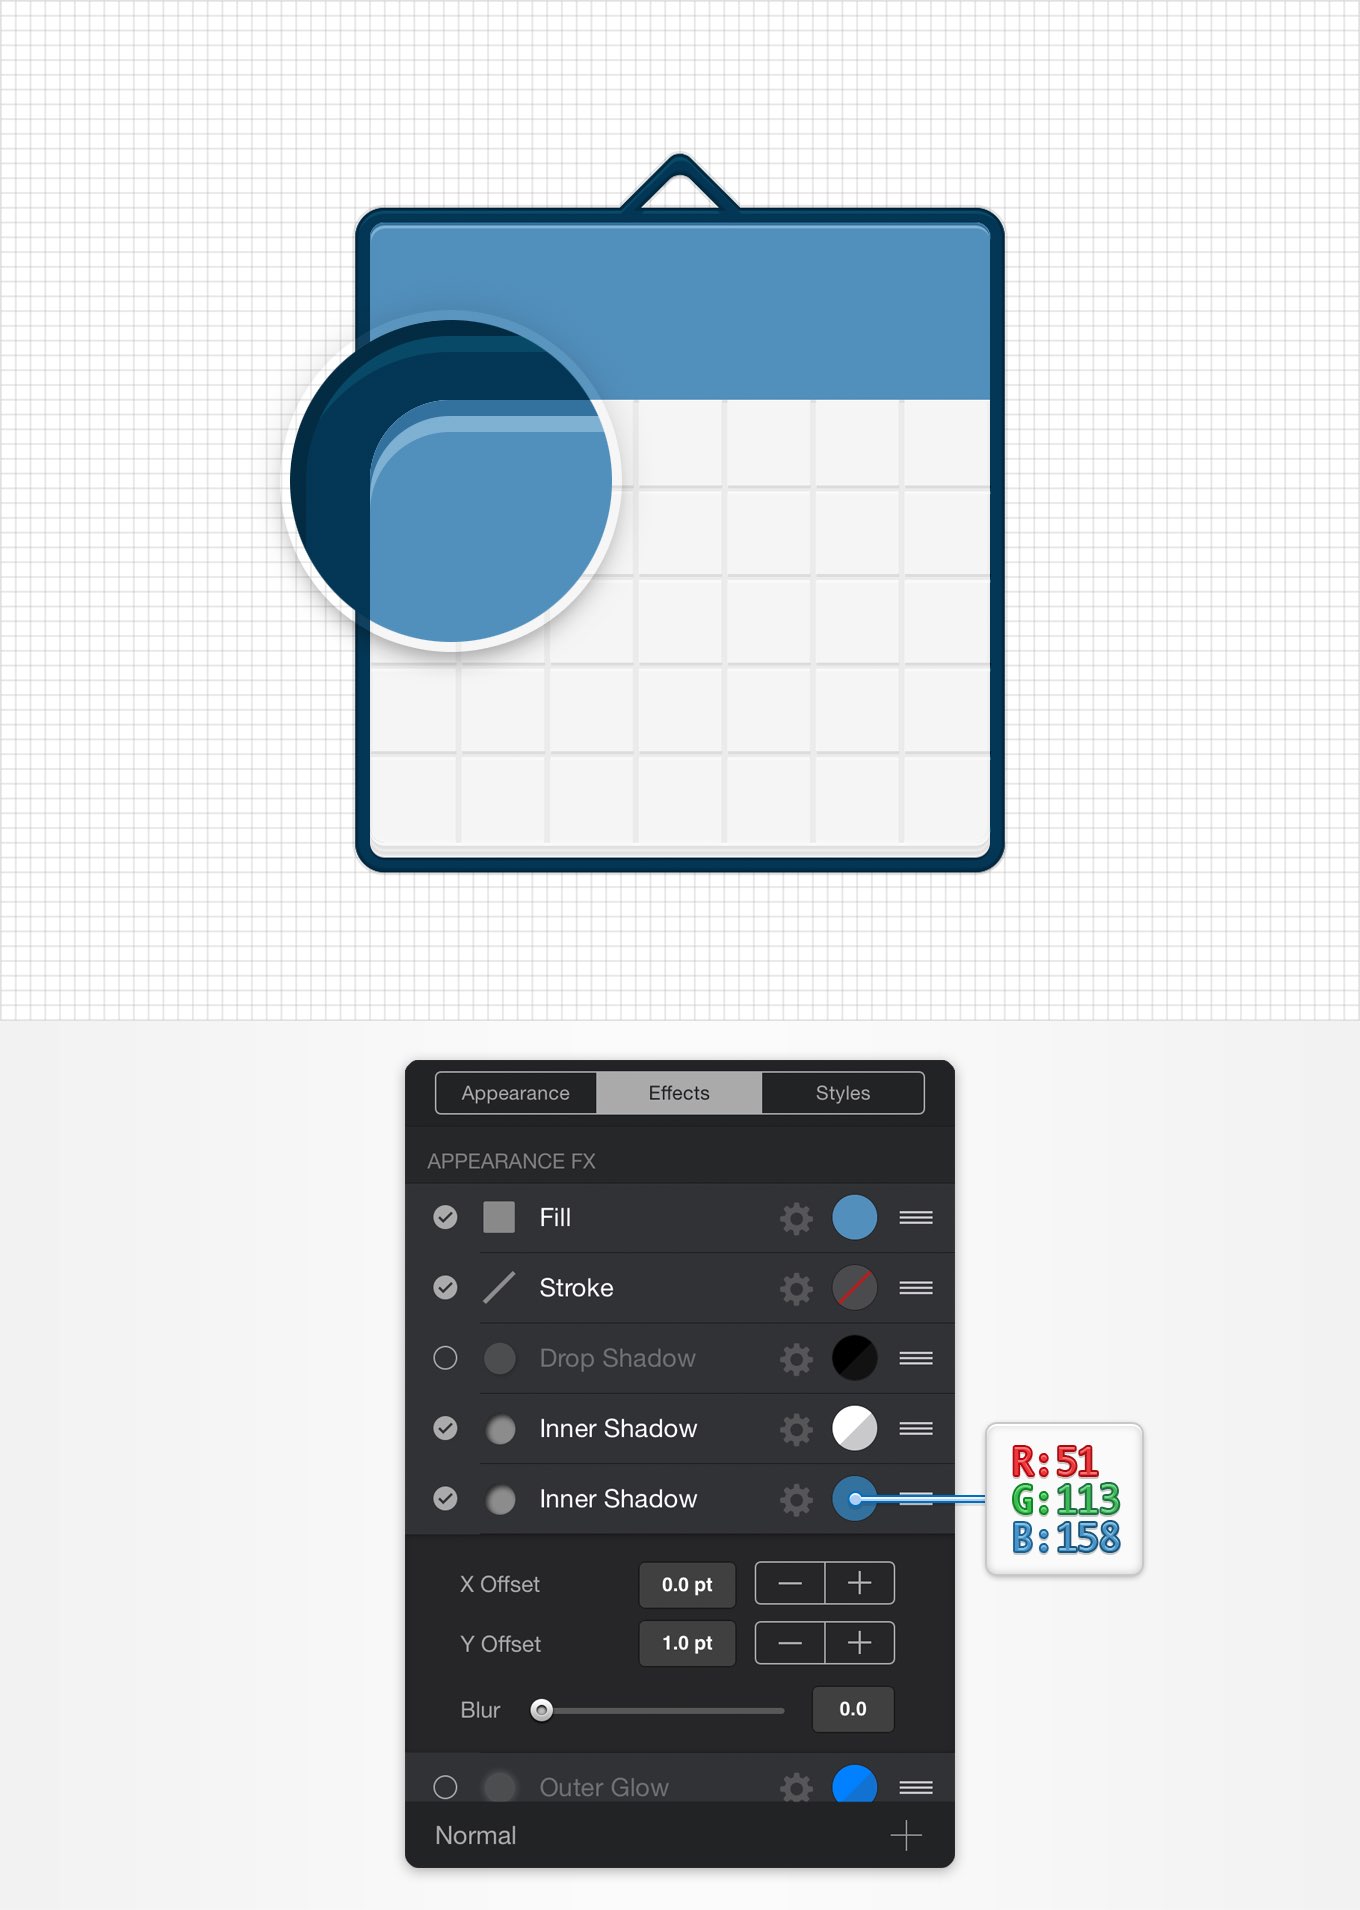 Appearance Effects Styles
APPEARANCE FX
Fill
Stroke
Drop Shadow
Inner Shadow
Inner Shadow
R:51
G:113
B:158
X Offset 0.0 pt
Y Offset 1.0 pt
Blur 0.0
Outer Glow
Normal